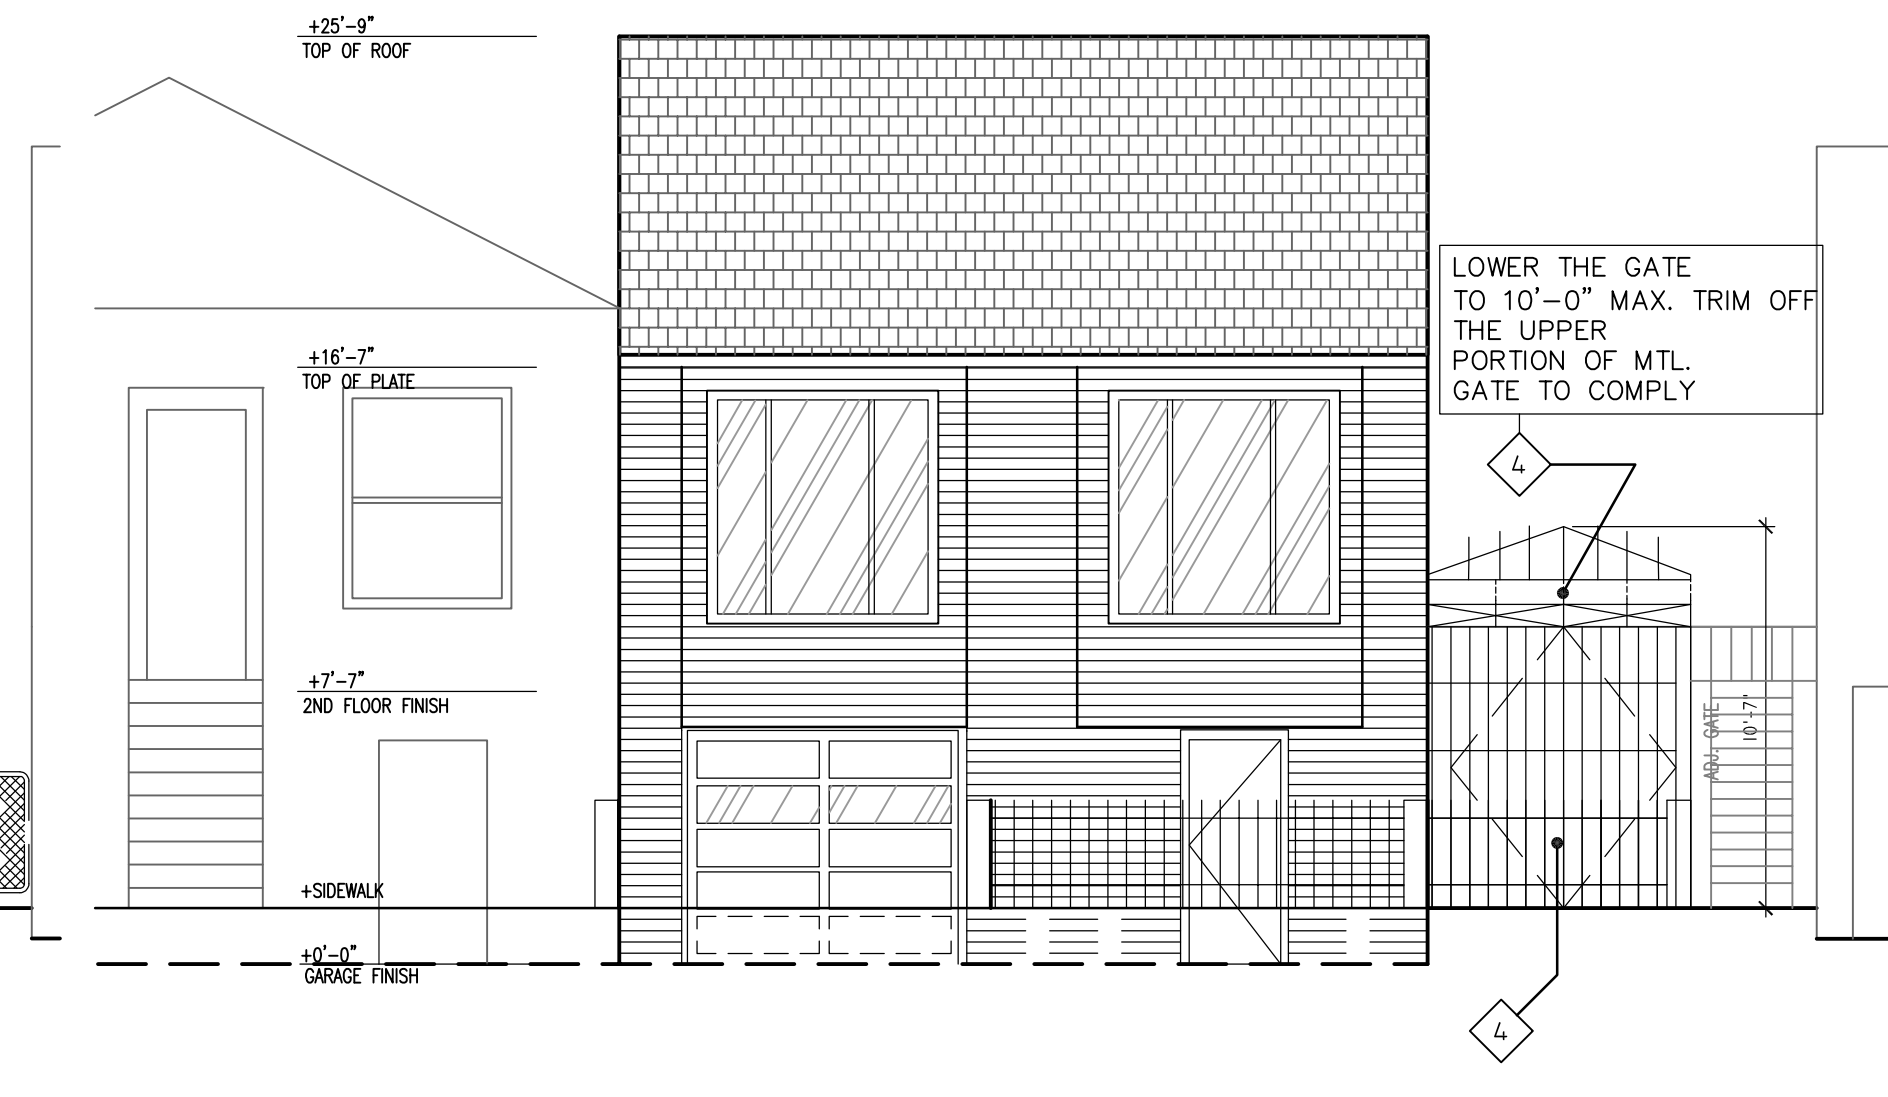 +25'-9"
TOP OF ROOF
LOWER THE GATE
TO 10'-0" MAX. TRIM OFF
THE UPPER
PORTION OF MTL.
GATE TO COMPLY
+16'-7"
TOP OF PLATE
4
+7'-7"
2ND FLOOR FINISH
ADJ. GATE
10'-7"
+SIDEWALK
+0'-0"
GARAGE FINISH
4